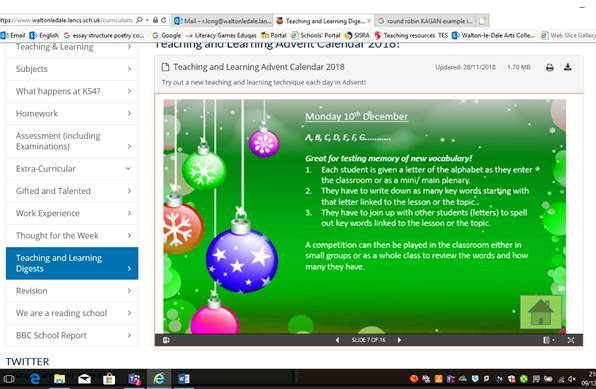 https://www.waltonledale.lancs.sch.uk/curriculum,
Mail – r.long@waltonledale.lan...
Teaching and Learning Dige...
round robin KAGAN example i...
Email
English
essay structure poetry co...
Google
Literacy Games Eduqas
Portal
Schools' Portal
SISRA
Teaching resources TES
Walton-le-Dale Arts Colle...
Web Slice Gallery
Teaching & Learning
Subjects
What happens at KS4?
Homework
Assessment (including
Examinations)
Extra-Curricular
Gifted and Talented
Work Experience
Thought for the Week
Teaching and Learning
Digests
Revision
We are a reading school
BBC School Report
TWITTER
Teaching and Learning Advent Calendar 2018!
Teaching and Learning Advent Calendar 2018
Updated: 28/11/2018
1.70 MB
Try out a new teaching and learning technique each day in Advent!
Monday 10th December
A, B, C, D, E, F, G...........
Great for testing memory of new vocabulary!
1. Each student is given a letter of the alphabet as they enter
the classroom or as a mini/ main plenary.
2. They have to write down as many key words starting with
that letter linked to the lesson or the topic..
3. They have to join up with other students (letters) to spell
out key words linked to the lesson or the topic.
A competition can then be played in the classroom either in
small groups or as a whole class to review the words and how
many they have.
SLIDE 7 OF 16
09/12